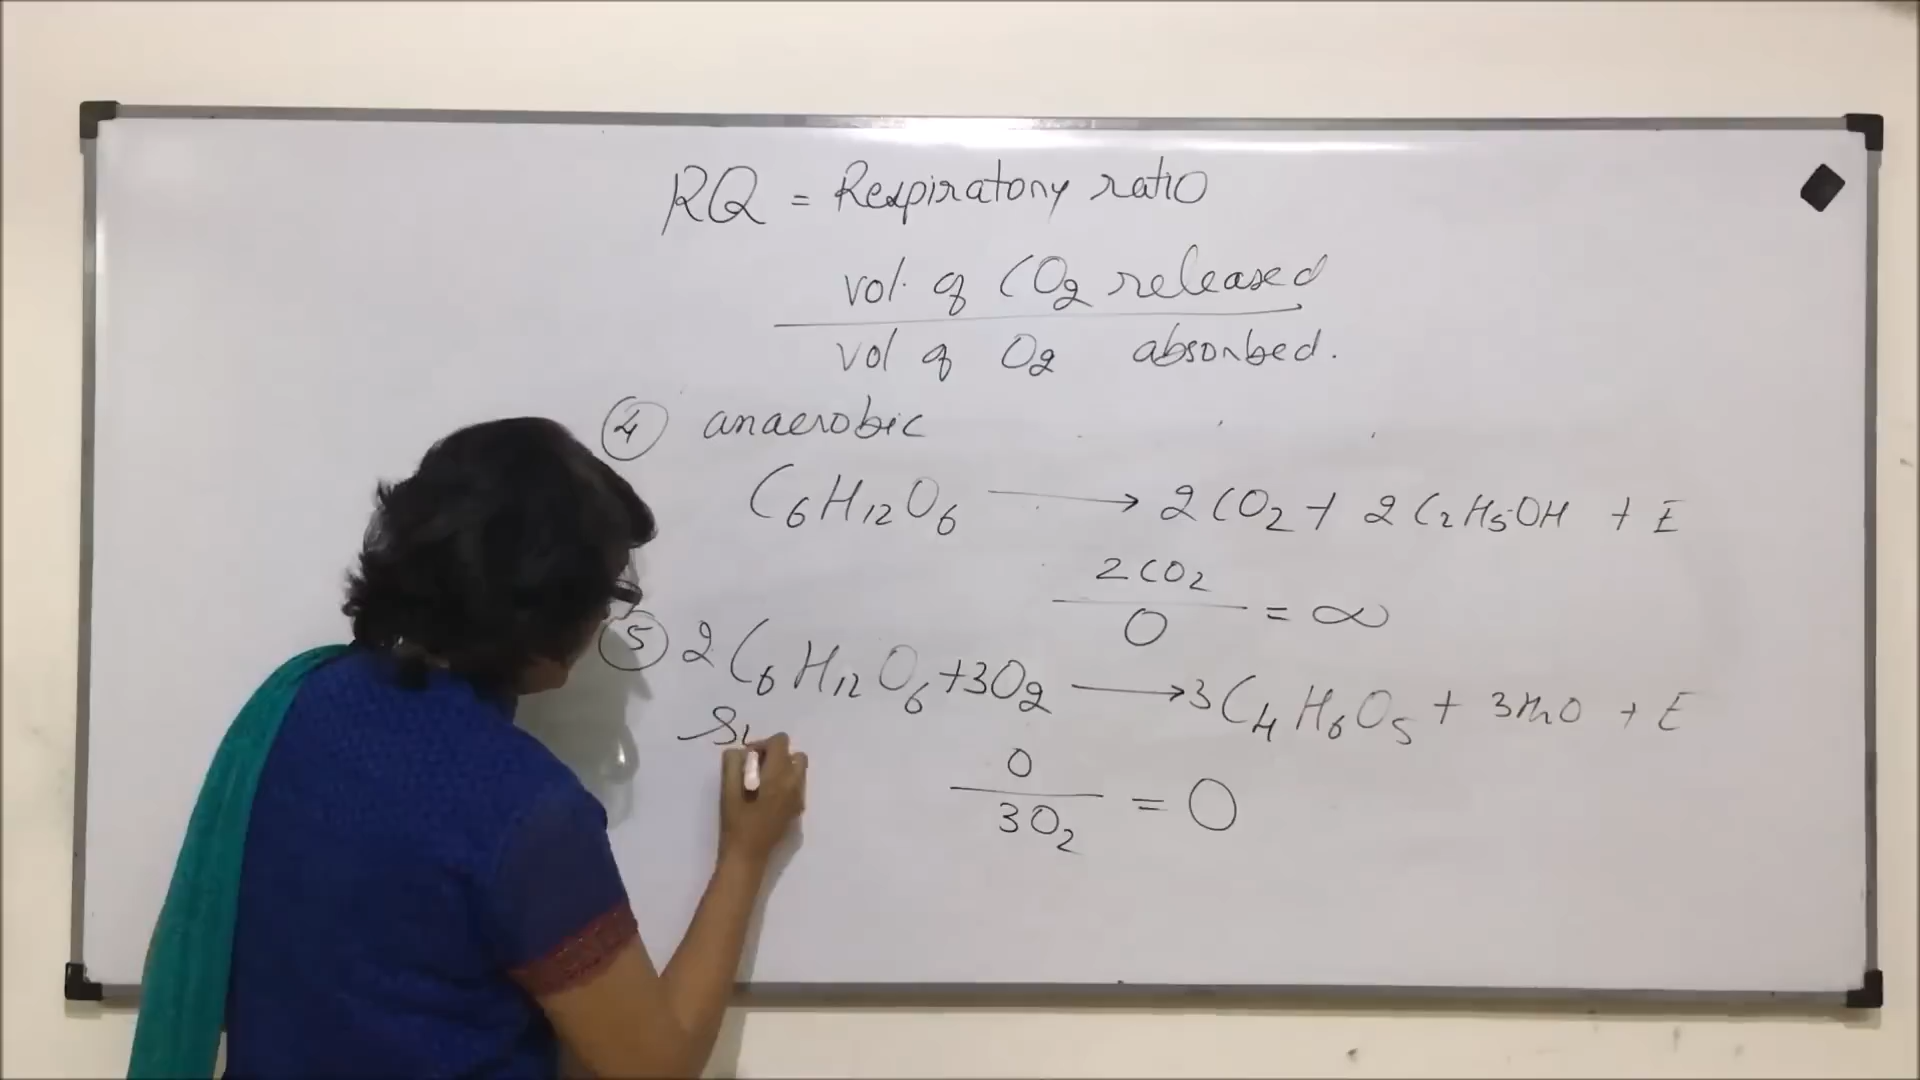 RQ = Respiratory ratio
vol. of CO2 released
vol of O2 absorbed.
4 anaerobic
C6H12O6 → 2CO2 + 2C2H5OH + E
2CO2
0 = ∞
5 2C6H12O6 + 3O2 → 3C4H6O5 + 3H2O + E
Su
0
3O2 = 0